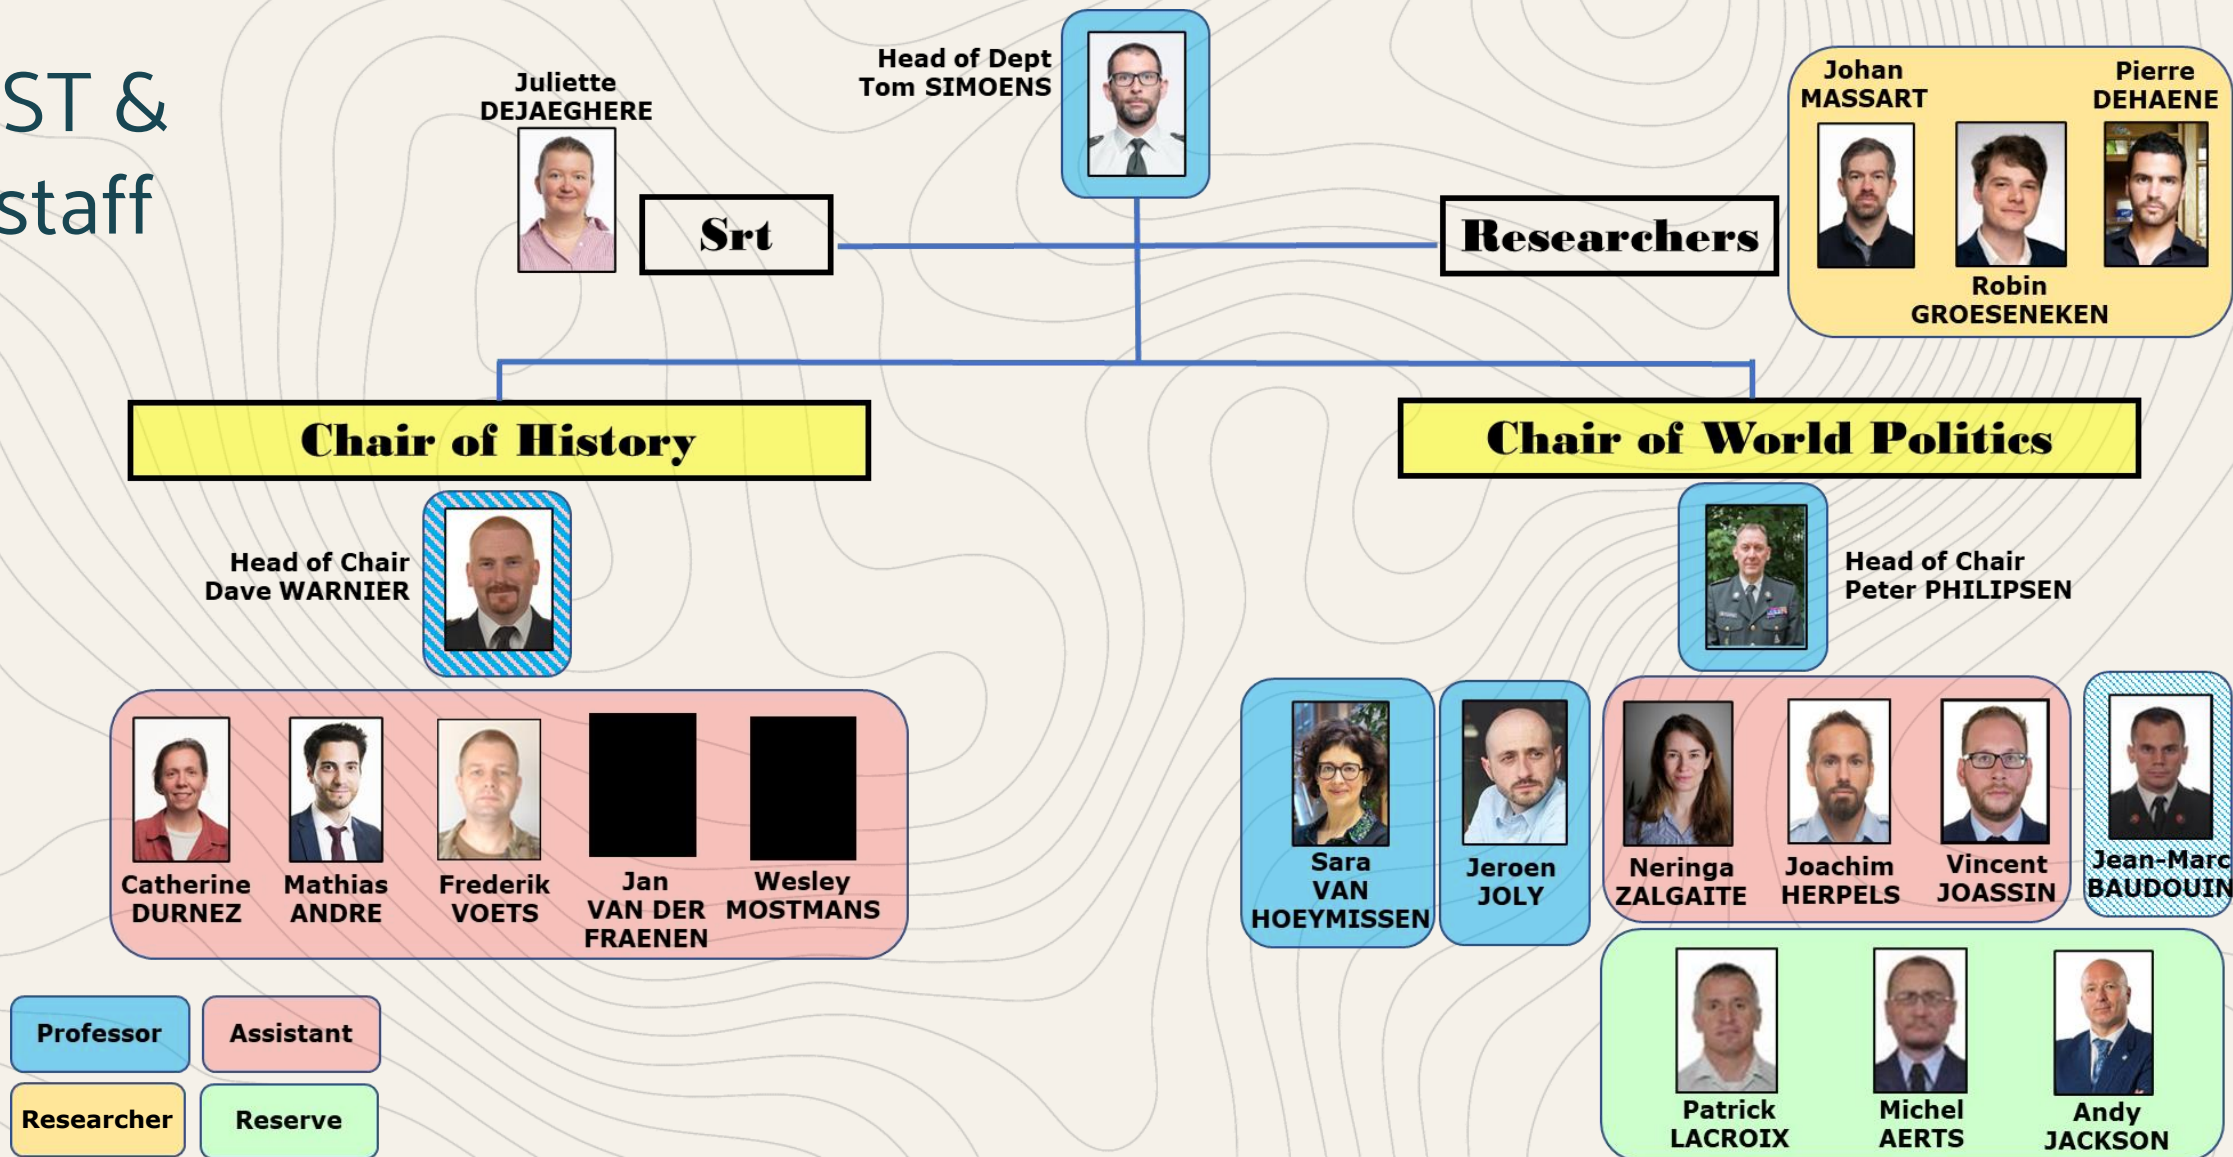 ST &
staff
Juliette
DEJAEGHERE
Head of Dept
Tom SIMOENS
Johan
MASSART
Pierre
DEHAENE
Robin
GROESENEKEN
Srt
Researchers
Chair of History
Chair of World Politics
Head of Chair
Dave WARNIER
Head of Chair
Peter PHILIPSEN
Catherine
DURNEZ
Mathias
ANDRE
Frederik
VOETS
Jan
VAN DER
FRAENEN
Wesley
MOSTMANS
Sara
VAN
HOEYMISSEN
Jeroen
JOLY
Neringa
ZALGAITE
Joachim
HERPELS
Vincent
JOASSIN
Jean-Marc
BAUDOUIN
Patrick
LACROIX
Michel
AERTS
Andy
JACKSON
Professor
Assistant
Researcher
Reserve